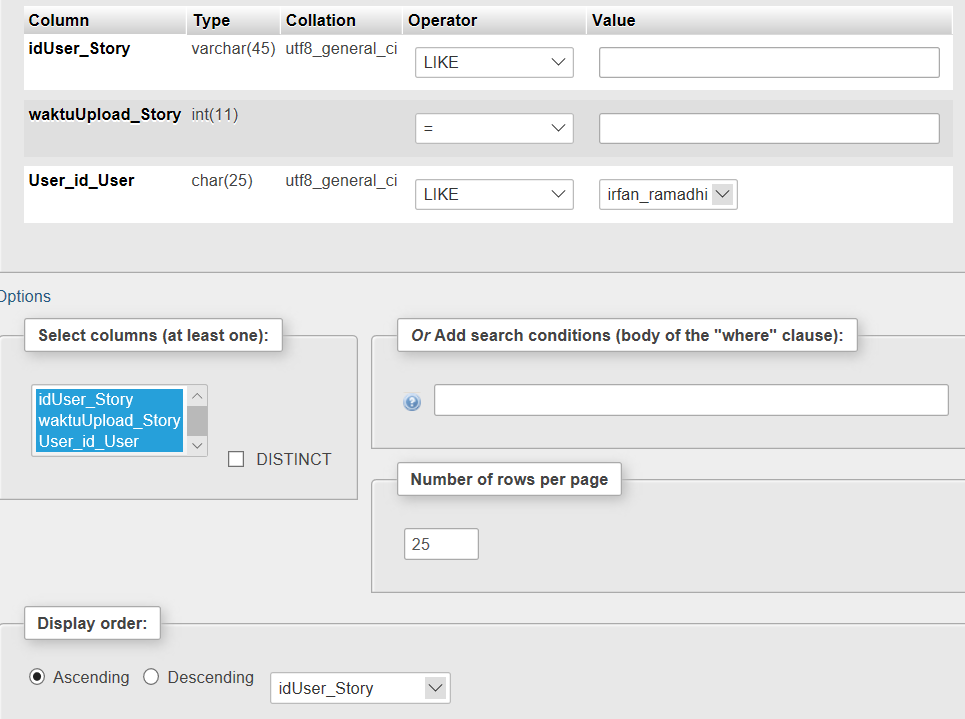 Column Type Collation Operator Value
idUser_Story varchar(45) utf8_general_ci LIKE
waktuUpload_Story int(11) =
User_id_User char(25) utf8_general_ci LIKE irfan_ramadhi
Options
Select columns (at least one):
idUser_Story
waktuUpload_Story
User_id_User
DISTINCT
Or Add search conditions (body of the "where" clause):
Number of rows per page
25
Display order:
Ascending Descending idUser_Story